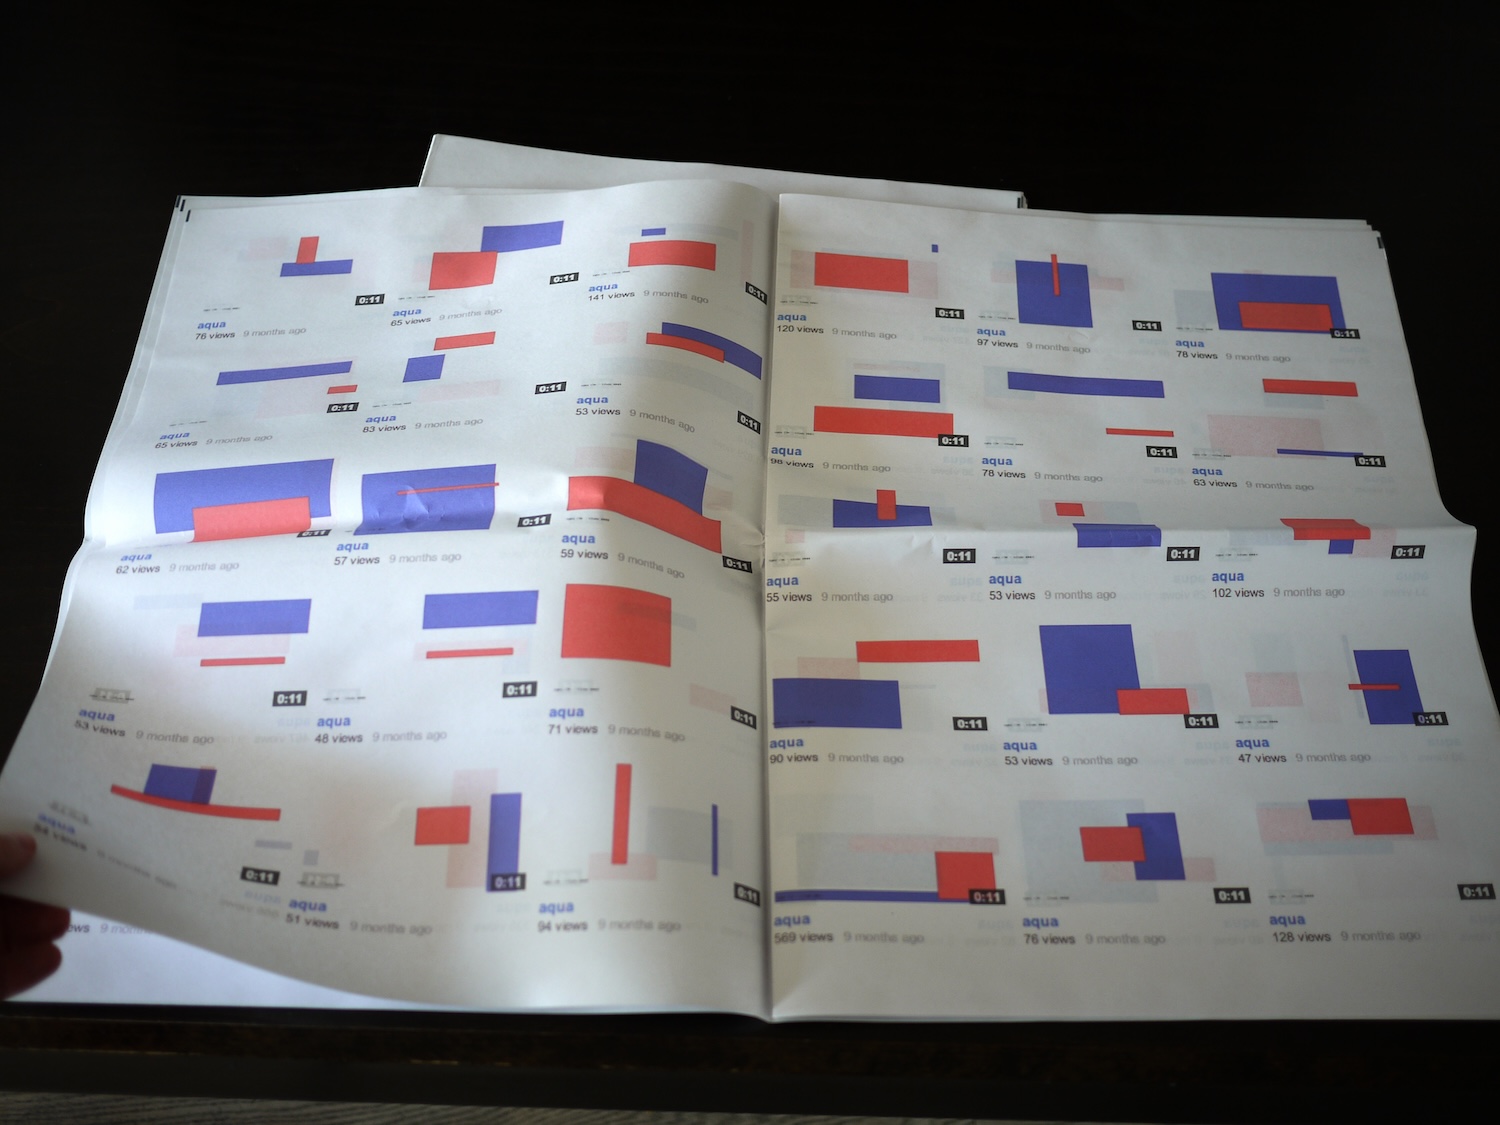 0:11
aqua
76 views 9 months ago
0:11
aqua
65 views 9 months ago
0:11
aqua
141 views 9 months ago
0:11
aqua
65 views 9 months ago
0:11
aqua
83 views 9 months ago
0:11
aqua
53 views 9 months ago
0:11
aqua
62 views 9 months ago
0:11
aqua
57 views 9 months ago
0:11
aqua
59 views 9 months ago
0:11
aqua
53 views 9 months ago
0:11
aqua
48 views 9 months ago
0:11
aqua
71 views 9 months ago
0:11
aqua
views 9 months ago
0:11
aqua
51 views 9 months ago
0:11
aqua
94 views 9 months ago
9 months
0:11
aqua
120 views 9 months ago
0:11
aqua
97 views 9 months ago
0:11
aqua
78 views 9 months ago
0:11
aqua
views 9 months ago
0:11
aqua
78 views 9 months ago
0:11
aqua
63 views 9 months ago
0:11
aqua
55 views 9 months ago
0:11
aqua
53 views 9 months ago
0:11
aqua
102 views 9 months ago
0:11
aqua
90 views 9 months ago
0:11
aqua
53 views 9 months ago
0:11
aqua
47 views 9 months ago
0:11
aqua
569 views 9 months ago
0:11
aqua
76 views 9 months ago
0:11
aqua
128 views 9 months ago